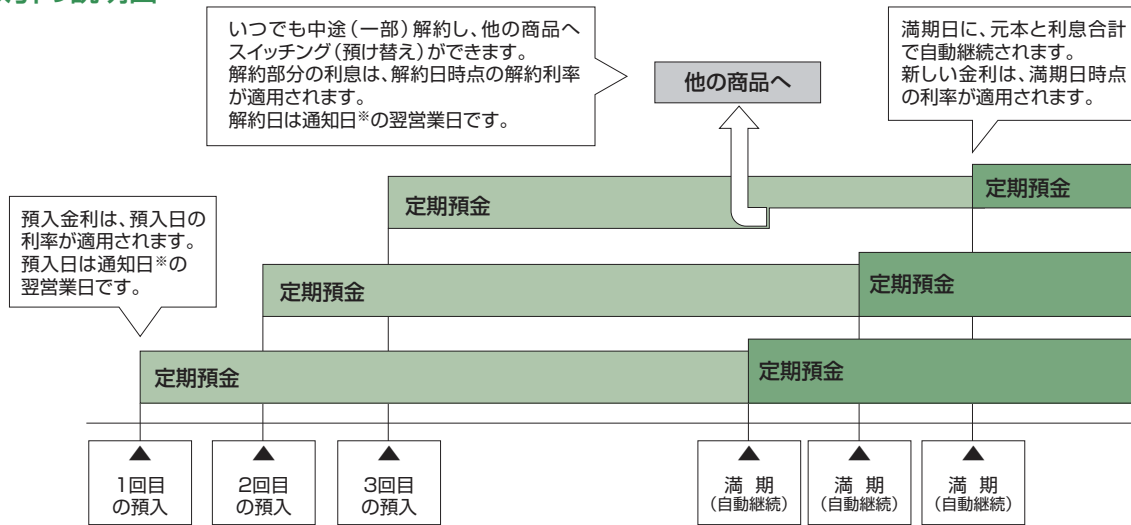 いつでも中途(一部)解約し、他の商品へ
スイッチング(預け替え)ができます。
解約部分の利息は、解約日時点の解約利率
が適用されます。
解約日は通知日※の翌営業日です。
他の商品へ
満期日に、元本と利息合計
で自動継続されます。
新しい金利は、満期日時点
の利率が適用されます。
預入金利は、預入日の
利率が適用されます。
預入日は通知日※の
翌営業日です。
定期預金
定期預金
定期預金
定期預金
定期預金
定期預金
1回目
の預入
2回目
の預入
3回目
の預入
満 期
(自動継続)
満 期
(自動継続)
満 期
(自動継続)